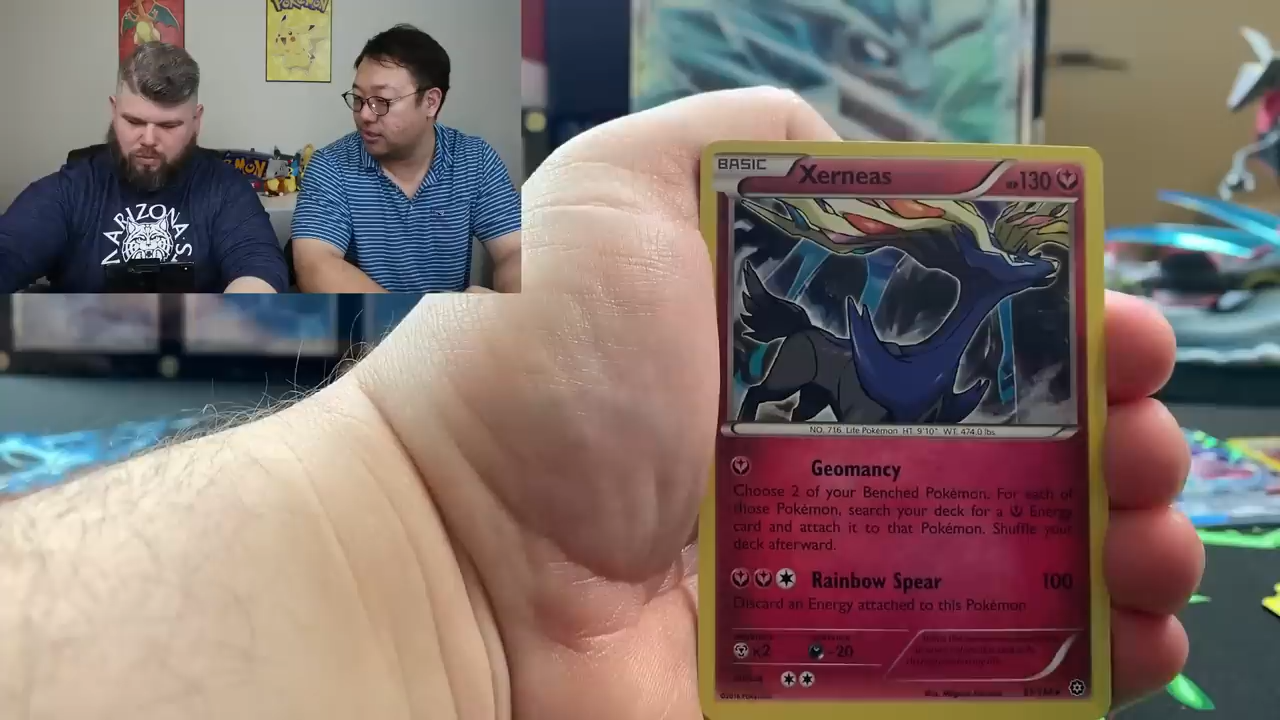 POKÉMON
MON
ARIZONA
BASIC
Xerneas
HP130
NO. 716 Life Pokémon HT: 9'10" WT: 474.0 lbs.
Geomancy
Choose 2 of your Benched Pokémon. For each of
those Pokémon, search your deck for a Energy
card and attach it to that Pokémon. Shuffle your
deck afterward.
Rainbow Spear 100
Discard an Energy attached to this Pokémon
x2 -20